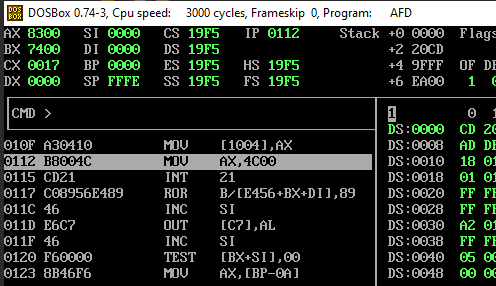 DOS BOX DOSBox 0.74-3, Cpu speed: 3000 cycles, Frameskip 0, Program: AFD
AX 8300 SI 0000 CS 19F5 IP 0112 Stack +0 0000 Flags
BX 7400 DI 0000 DS 19F5 +2 20CD
CX 0017 BP 0000 ES 19F5 HS 19F5 +4 9FFF OF DF
DX 0000 SP FFFE SS 19F5 FS 19F5 +6 EA00 1 0
CMD > 1 0 1
DS:0000 CD 20
010F A30410 MOV [1004],AX DS:0008 AD DE
0112 B8004C MOV AX,4C00 DS:0010 18 01
0115 CD21 INT 21 DS:0018 01 01
0117 C08956E489 ROR B/[E456+BX+DI],89 DS:0020 FF FF
011C 46 INC SI DS:0028 FF FF
011D E6C7 OUT [C7],AL DS:0030 A2 01
011F 46 INC SI DS:0038 FF FF
0120 F60000 TEST [BX+SI],00 DS:0040 05 00
0123 8B46F6 MOV AX,[BP-0A] DS:0048 00 00